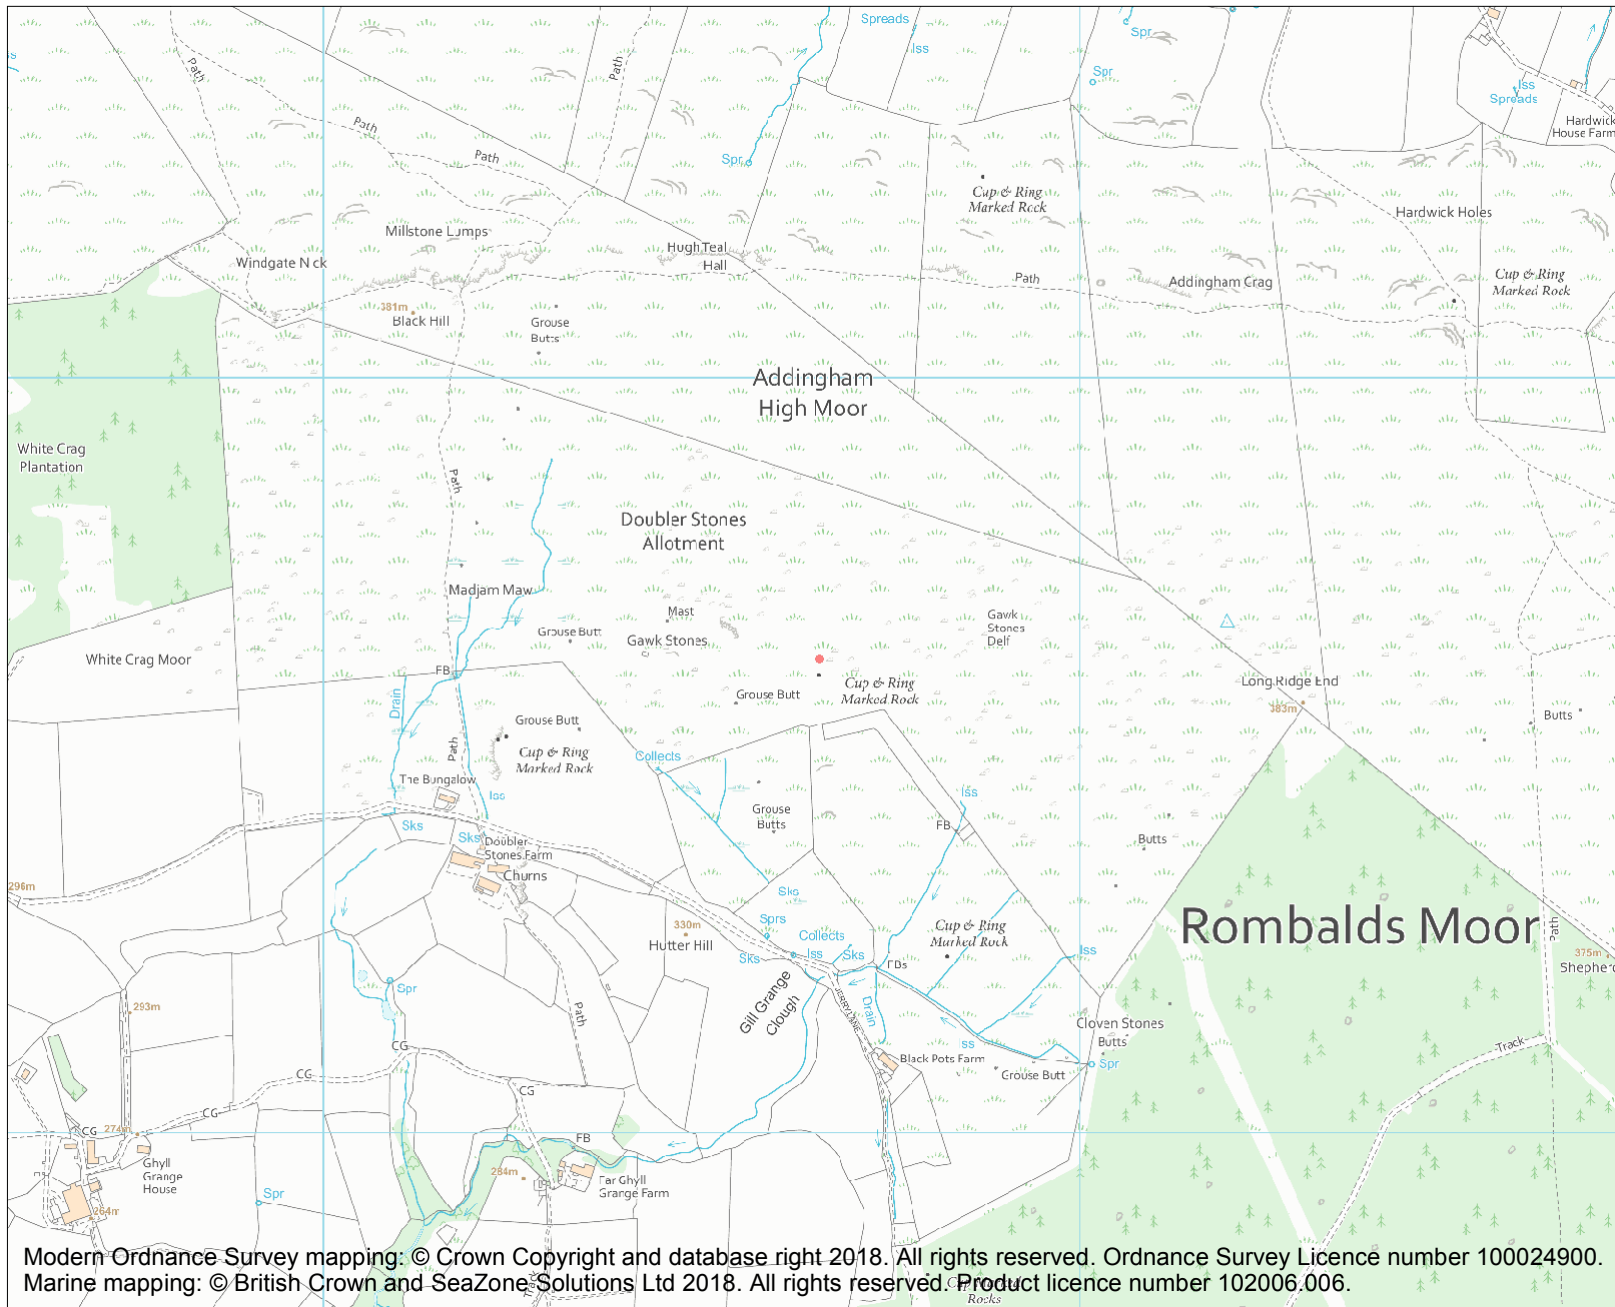 Spreads
Iss
Spr
Path
Path
Spr
Iss
Spreads
Hardwick
House Farm
Path
Path
Spr
Cup & Ring
Marked Rock
Hardwick Holes
Millstone Lumps
Hugh Teal
Hall
Windgate Nick
Path
Addingham Crag
Cup & Ring
Marked Rock
381m
Black Hill
Grouse
Butts
Addingham
High Moor
White Crag
Plantation
Path
Doubler Stones
Allotment
Madjam Maw
Mast
Gawk Stones
Grouse Butt
Gawk
Stones
Delf
White Crag Moor
FB
Drain
Cup & Ring
Marked Rock
Grouse Butt
Long Ridge End
383m
Butts
Grouse Butt
Path
Cup & Ring
Marked Rock
Collects
The Bungalow
Iss
Iss
Grouse
Butts
FB
Sks
Sks
Butts
Doubler
Stones Farm
Churns
296m
Sks
Sprs
330m
Hutter Hill
Collects
Iss
Sks
Sks
Cup & Ring
Marked Rock
Rombalds Moor
Path
Iss
FBs
375m
Shepherd
Spr
Gill Grange
Clough
JERRY LANE
Drain
293m
Path
Cloven Stones
Butts
Iss
Black Pots Farm
Grouse Butt
Spr
Track
CG
CG
CG
CG
CG
274m
FB
Ghyll
Grange
House
284m
Far Ghyll
Grange Farm
Spr
264m
Track
Cup Marked
Rocks
Modern Ordnance Survey mapping: © Crown Copyright and database right 2018. All rights reserved. Ordnance Survey Licence number 100024900.
Marine mapping: © British Crown and SeaZone Solutions Ltd 2018. All rights reserved. Product licence number 102006.006.